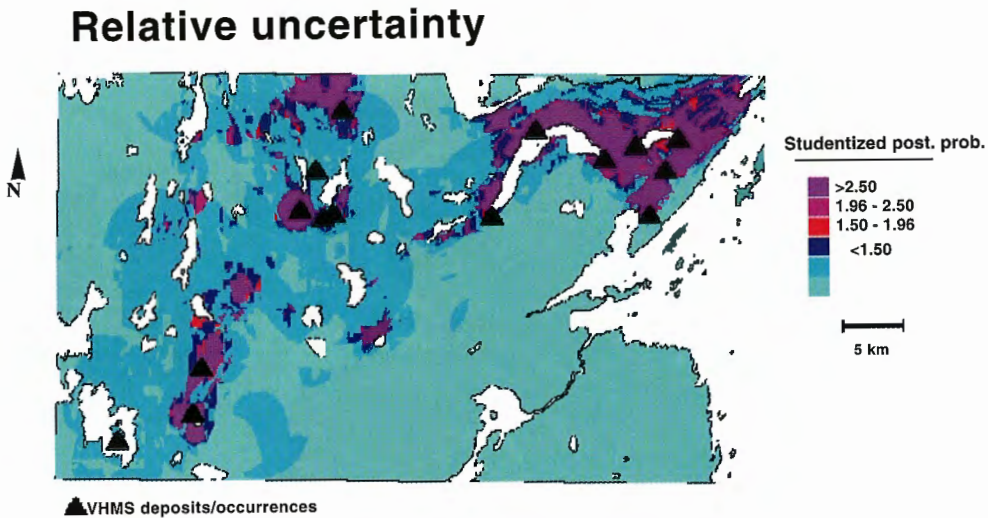 Relative uncertainty
N
Studentized post. prob.
>2.50
1.96 - 2.50
1.50 - 1.96
<1.50
5 km
VHMS deposits/occurrences